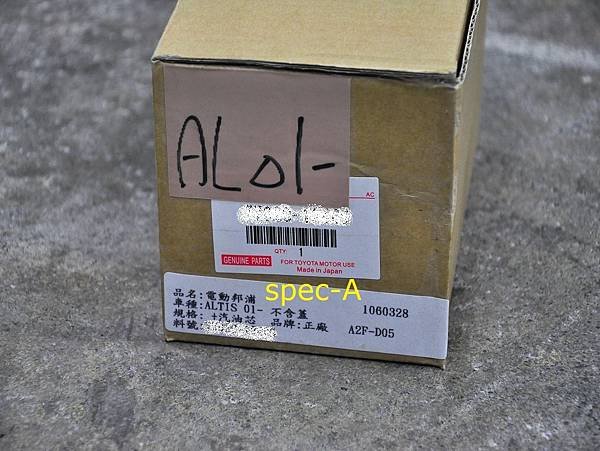 AL01-
AC
QTY: 1
GENUINE PARTS FOR TOYOTA MOTOR USE
Made in Japan
spec-A
品名:電動邦浦
車種:ALTIS 01- 不含蓋 1060328
規格: +汽油芯
料號: 品牌:正廠 A2F-D05